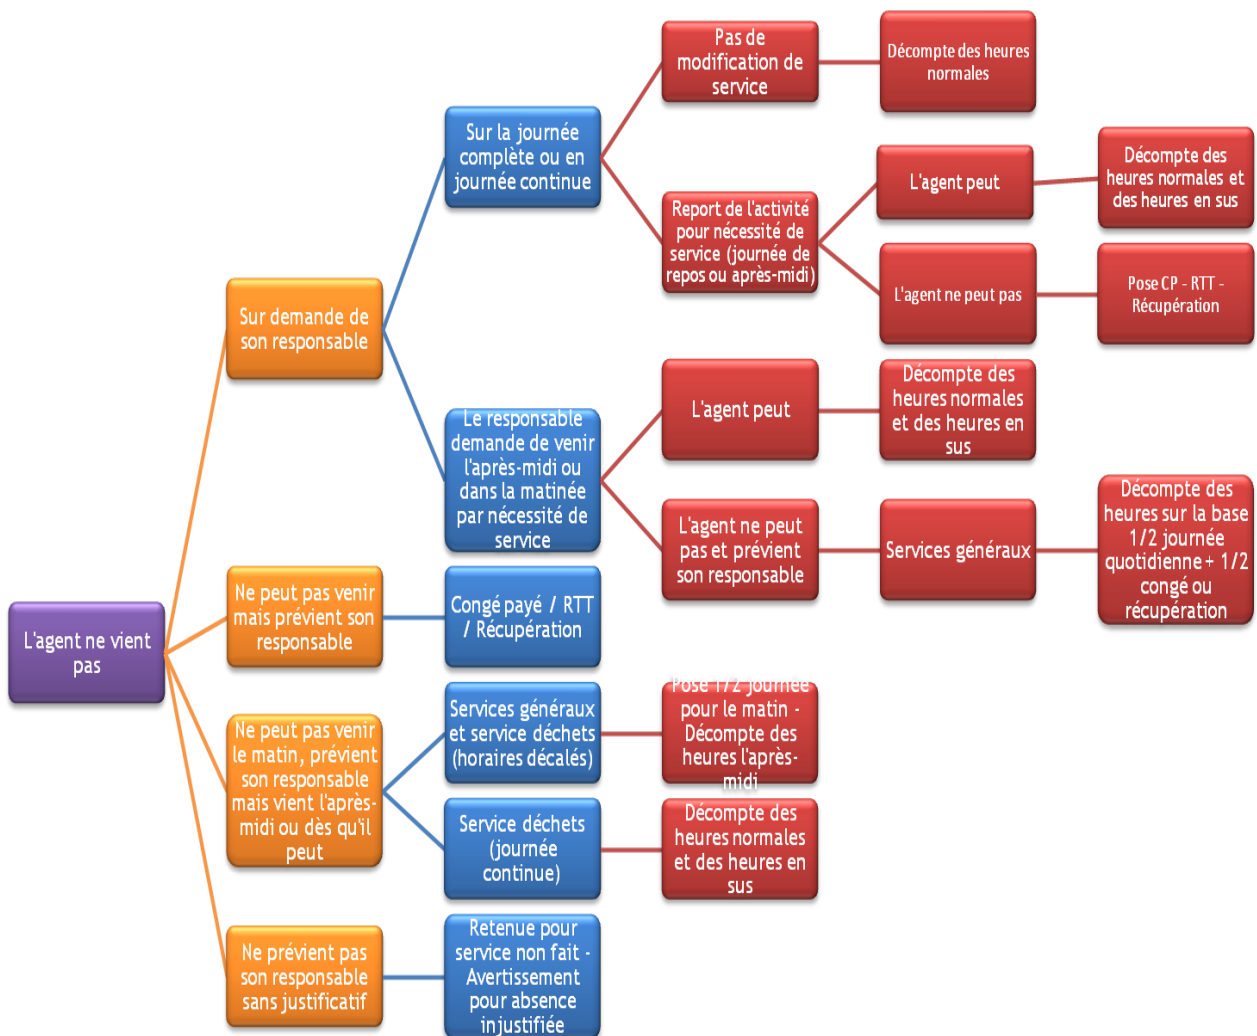 L'agent ne vient
pas
Sur demande de
son responsable
Sur la journée
complète ou en
journée continue
Pas de
modification de
service
Décompte des heures
normales
Report de l'activité
pour nécessité de
service (journée de
repos ou après-midi)
L'agent peut
Décompte des
heures normales et
des heures en sus
L'agent ne peut pas
Pose CP - RTT -
Récupération
Le responsable
demande de venir
l'après-midi ou
dans la matinée
par nécessité de
service
L'agent peut
Décompte des
heures normales
et des heures en
sus
L'agent ne peut
pas et prévient
son responsable
Services généraux
Décompte des
heures sur la base
1/2 journée
quotidienne + 1/2
congé ou
récupération
Ne peut pas venir
mais prévient son
responsable
Congé payé / RTT
/ Récupération
Ne peut pas venir
le matin, prévient
son responsable
mais vient l'après-
midi ou dès qu'il
peut
Services généraux
et service déchets
(horaires décalés)
Pose 1/2 journée
pour le matin -
Décompte des
heures l'après-
midi
Service déchets
(journée
continue)
Décompte des
heures normales
et des heures en
sus
Ne prévient pas
son responsable
sans justificatif
Retenue pour
service non fait -
Avertissement
pour absence
injustifiée